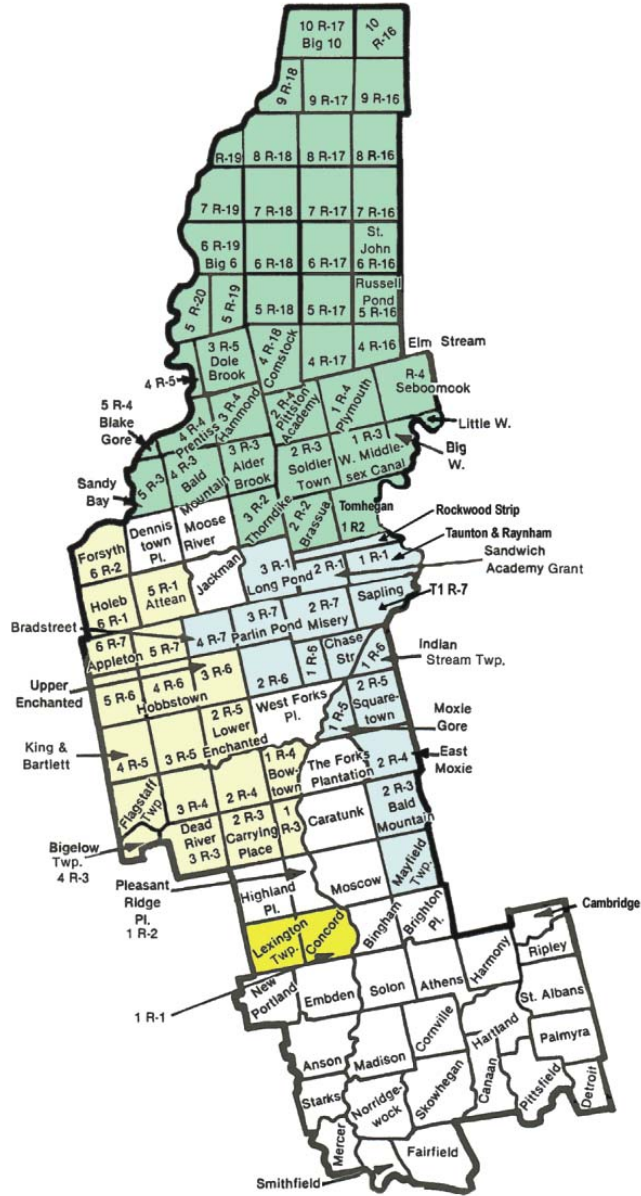 10 R-17
Big 10
10
R-16
9 R-18
9 R-17
9 R-16
R-19
8 R-18
8 R-17
8 R-16
7 R-19
7 R-18
7 R-17
7 R-16
6 R-19
Big 6
6 R-18
6 R-17
St.
John
6 R-16
5 R-20
5 R-19
5 R-18
5 R-17
Russell
Pond
5 R-16
4 R-5
3 R-5
Dole
Brook
4 R-18
Comstock
4 R-17
4 R-16
Elm Stream
5 R-4
Blake
Gore
4 R-4
Prentiss
3 R-4
Hammond
2 R-4
Pittston
Academy
1 R-4
Plymouth
R-4
Seboomook
Little W.
Big
W.
Sandy
Bay
5 R-3
4 R-3
Bald
Mountain
3 R-3
Alder
Brook
2 R-3
Soldier
Town
1 R-3
W. Middle-
sex Canal
Dennis
town
Pl.
Moose
River
3 R-2
Thorndike
2 R-2
Brassua
Tomhegan
1 R2
Rockwood Strip
Taunton & Raynham
Sandwich
Academy Grant
Forsyth
6 R-2
Jackman
3 R-1
Long Pond
2 R-1
1 R-1
Holeb
6 R-1
5 R-1
Attean
Sapling
T1 R-7
Bradstreet
4 R-7
3 R-7
Parlin Pond
2 R-7
Misery
6 R-7
Appleton
5 R-7
Chase
Str
1 R-6
1 R-6
Indian
Stream Twp.
Upper
Enchanted
5 R-6
4 R-6
Hobbstown
3 R-6
2 R-6
West Forks
Pl.
1 R-5
2 R-5
Square-
town
Moxie
Gore
King &
Bartlett
4 R-5
3 R-5
2 R-5
Lower
Enchanted
1 R-4
Bow-
town
The Forks
Plantation
2 R-4
East
Moxie
Flagstaff
Twp.
3 R-4
2 R-4
1
R-3
Caratunk
2 R-3
Bald
Mountain
Bigelow
Twp.
4 R-3
Dead
River
3 R-3
2 R-3
Carrying
Place
Pleasant
Ridge
Pl.
1 R-2
Highland
Pl.
Moscow
Mayfield
Twp.
Lexington
Twp.
Concord
Bingham
Brighton
Pl.
Cambridge
1 R-1
New
Portland
Embden
Solon
Athens
Harmony
Ripley
St. Albans
Anson
Madison
Cornville
Hartland
Palmyra
Starks
Norridge-
wock
Skowhegan
Canaan
Pittsfield
Detroit
Mercer
Smithfield
Fairfield